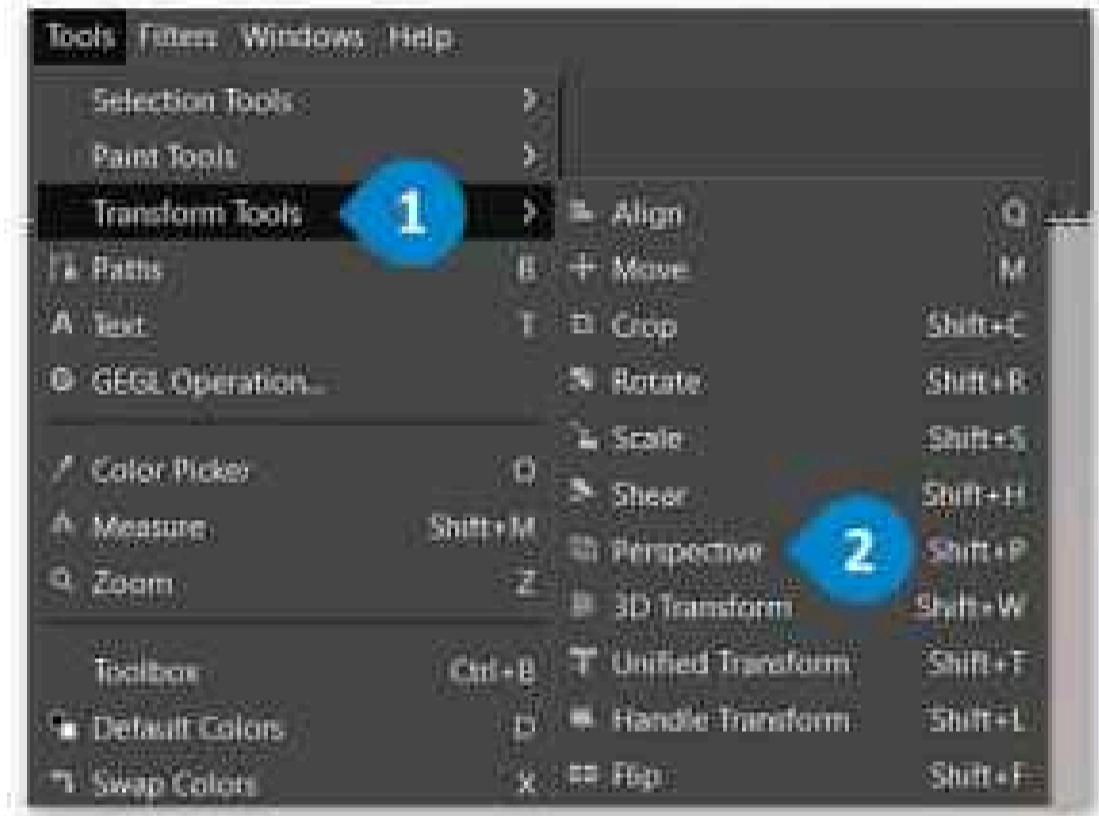 Tools Filters Windows Help
Selection Tools
Paint Tools
Transform Tools 1
Paths B
Text T
GEGL Operation...
Color Picker O
Measure Shift+M
Zoom Z
Toolbox Ctrl+B
Default Colors D
Swap Colors X
Align Q
Move M
Crop Shift+C
Rotate Shift+R
Scale Shift+S
Shear Shift+H
Perspective 2 Shift+P
3D Transform Shift+W
Unified Transform Shift+T
Handle Transform Shift+L
Flip Shift+F